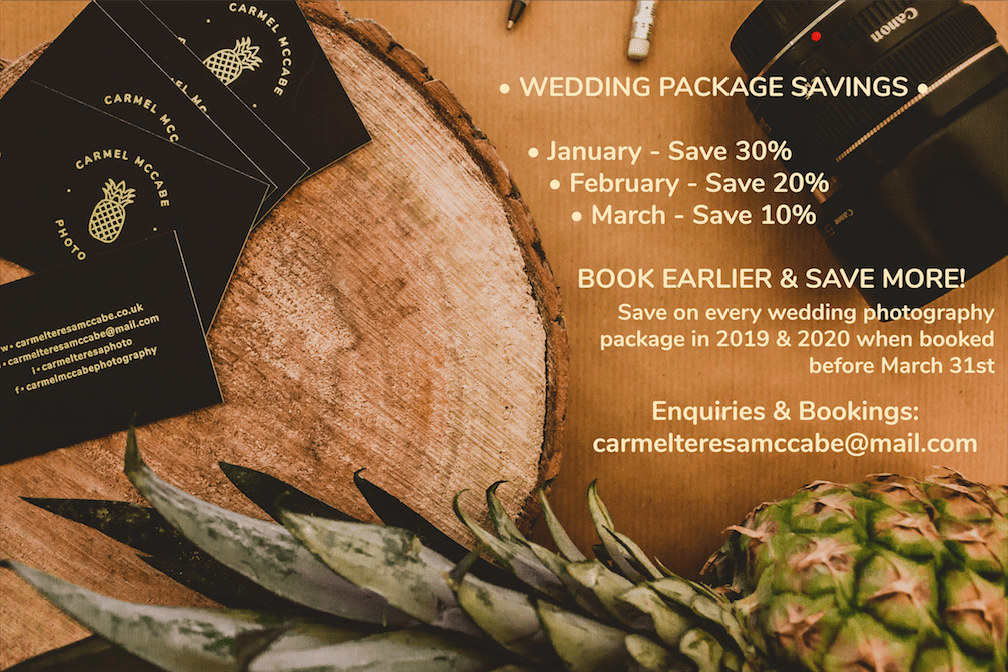 CARMEL MCCABE
CARMEL MCC
CARMEL MCCABE
PHOTO
w • carmelteresamccabe.co.uk
• carmelteresamccabe@mail.com
i • carmelteresaphoto
f • carmelmccabephotography
Canon
Canon
• WEDDING PACKAGE SAVINGS •
• January - Save 30%
• February - Save 20%
• March - Save 10%
BOOK EARLIER & SAVE MORE!
Save on every wedding photography
package in 2019 & 2020 when booked
before March 31st
Enquiries & Bookings:
carmelteresamccabe@mail.com